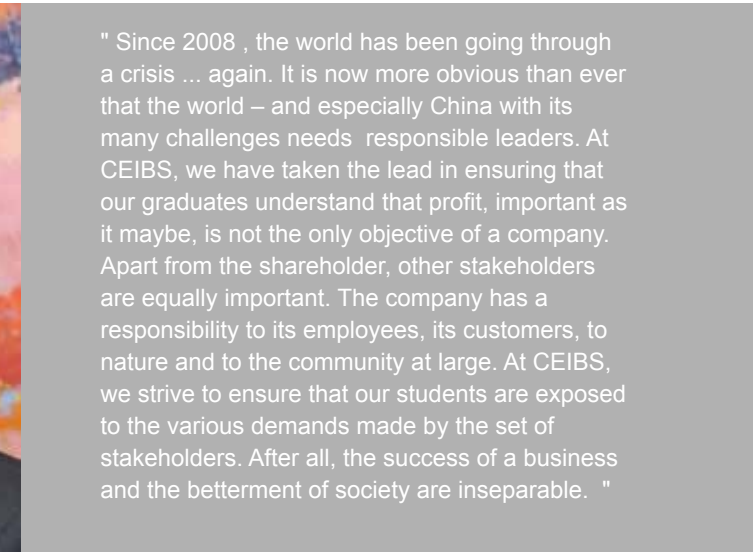 " Since 2008 , the world has been going through
a crisis ... again. It is now more obvious than ever
that the world – and especially China with its
many challenges needs  responsible leaders. At
CEIBS, we have taken the lead in ensuring that
our graduates understand that profit, important as
it maybe, is not the only objective of a company.
Apart from the shareholder, other stakeholders
are equally important. The company has a
responsibility to its employees, its customers, to
nature and to the community at large. At CEIBS,
we strive to ensure that our students are exposed
to the various demands made by the set of
stakeholders. After all, the success of a business
and the betterment of society are inseparable.  "